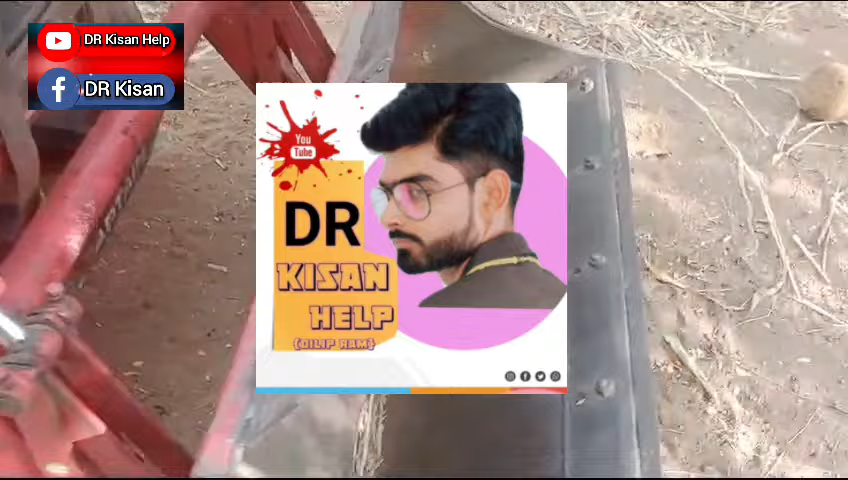 DR Kisan Help
DR Kisan
You
Tube
DR
KISAN
HELP
{DILIP RAM}